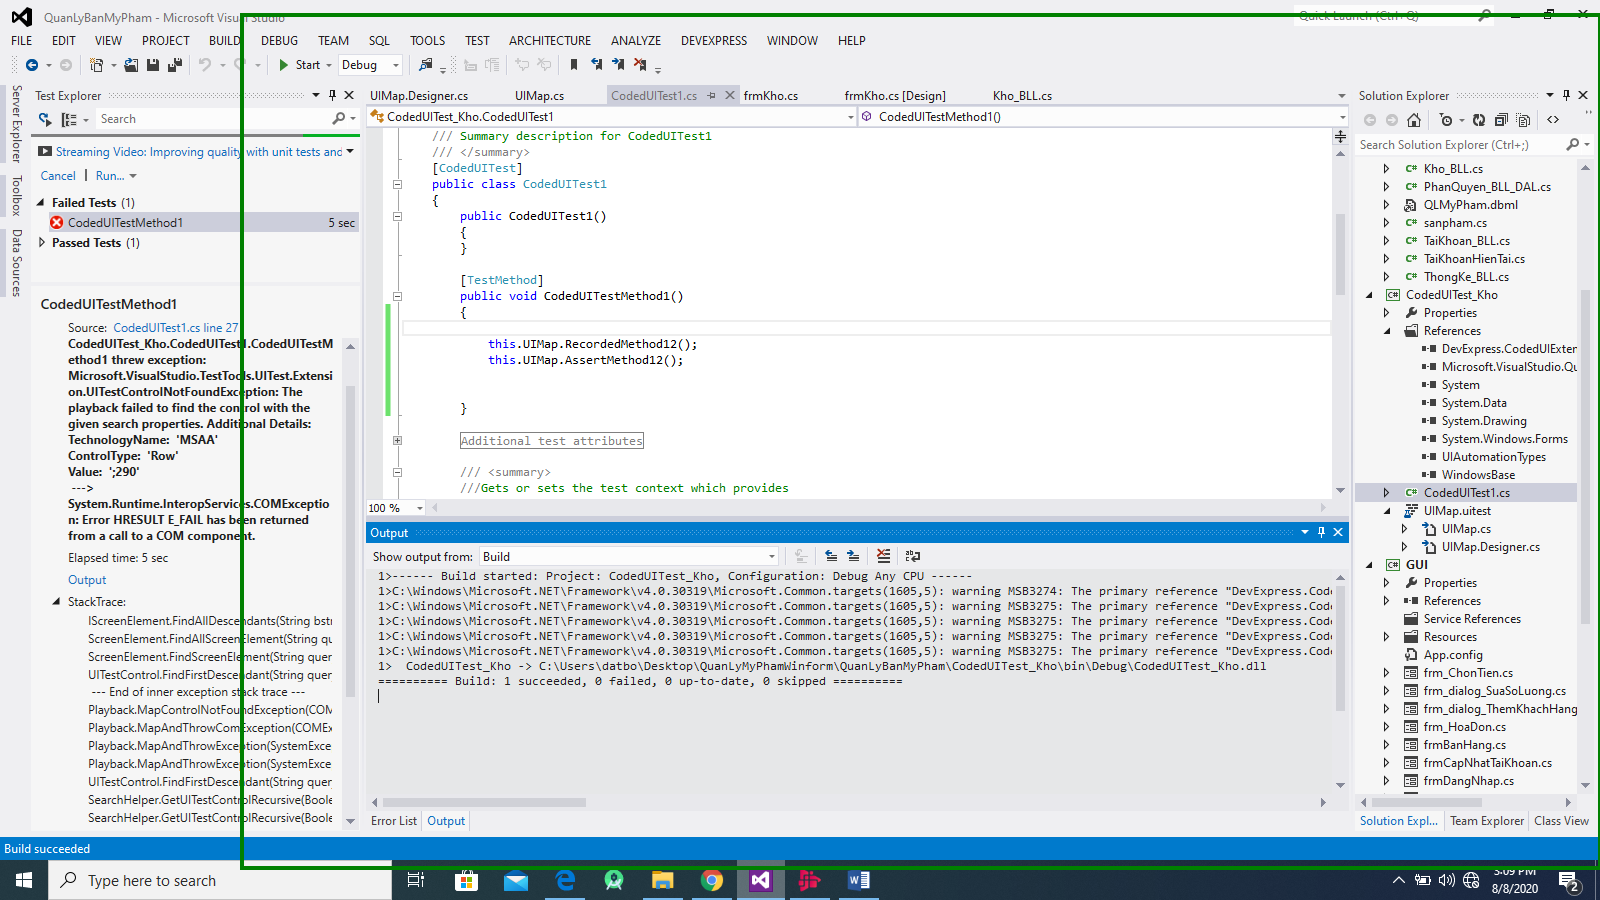 QuanLyBanMyPham - Microsoft Visual Studio
Quick Launch (Ctrl+Q)
FILE EDIT VIEW PROJECT BUILD DEBUG TEAM SQL TOOLS TEST ARCHITECTURE ANALYZE DEVEXPRESS WINDOW HELP
Start Debug
Server Explorer
Toolbox
Data Sources
Test Explorer
Search
Streaming Video: Improving quality with unit tests and
Cancel | Run...
Failed Tests (1)
CodedUITestMethod1 5 sec
Passed Tests (1)
CodedUITestMethod1
Source: CodedUITest1.cs line 27
CodedUITest_Kho.CodedUITest1.CodedUITestM
ethod1 threw exception:
Microsoft.VisualStudio.TestTools.UITest.Extensi
on.UITestControlNotFoundException: The
playback failed to find the control with the
given search properties. Additional Details:
TechnologyName: 'MSAA'
ControlType: 'Row'
Value: ';290'
--->
System.Runtime.InteropServices.COMExceptio
n: Error HRESULT E_FAIL has been returned
from a call to a COM component.
Elapsed time: 5 sec
Output
StackTrace:
IScreenElement.FindAllDescendants(String bst
ScreenElement.FindAllScreenElement(String qu
ScreenElement.FindScreenElement(String quer
UITestControl.FindFirstDescendant(String quer
--- End of inner exception stack trace ---
Playback.MapControlNotFoundException(COM
Playback.MapAndThrowComException(COMEx
Playback.MapAndThrowException(SystemExce
Playback.MapAndThrowException(SystemExce
UITestControl.FindFirstDescendant(String quer
SearchHelper.GetUITestControlRecursive(Boole
SearchHelper.GetUITestControlRecursive(Boole
UIMap.Designer.cs UIMap.cs CodedUITest1.cs frmKho.cs frmKho.cs [Design] Kho_BLL.cs
CodedUITest_Kho.CodedUITest1 CodedUITestMethod1()
/// Summary description for CodedUITest1
/// </summary>
[CodedUITest]
public class CodedUITest1
{
public CodedUITest1()
{
}
[TestMethod]
public void CodedUITestMethod1()
{
this.UIMap.RecordedMethod12();
this.UIMap.AssertMethod12();
}
Additional test attributes
/// <summary>
///Gets or sets the test context which provides
100 %
Output
Show output from: Build
1>------ Build started: Project: CodedUITest_Kho, Configuration: Debug Any CPU ------
1>C:\Windows\Microsoft.NET\Framework\v4.0.30319\Microsoft.Common.targets(1605,5): warning MSB3274: The primary reference "DevExpress.Cod
1>C:\Windows\Microsoft.NET\Framework\v4.0.30319\Microsoft.Common.targets(1605,5): warning MSB3275: The primary reference "DevExpress.Cod
1>C:\Windows\Microsoft.NET\Framework\v4.0.30319\Microsoft.Common.targets(1605,5): warning MSB3275: The primary reference "DevExpress.Cod
1>C:\Windows\Microsoft.NET\Framework\v4.0.30319\Microsoft.Common.targets(1605,5): warning MSB3275: The primary reference "DevExpress.Cod
1>C:\Windows\Microsoft.NET\Framework\v4.0.30319\Microsoft.Common.targets(1605,5): warning MSB3275: The primary reference "DevExpress.Cod
1> CodedUITest_Kho -> C:\Users\datbo\Desktop\QuanLyMyPhamWinform\QuanLyBanMyPham\CodedUITest_Kho\bin\Debug\CodedUITest_Kho.dll
========== Build: 1 succeeded, 0 failed, 0 up-to-date, 0 skipped ==========
Error List Output
Solution Explorer
Search Solution Explorer (Ctrl+;)
Kho_BLL.cs
PhanQuyen_BLL_DAL.cs
QLMyPham.dbml
sanpham.cs
TaiKhoan_BLL.cs
TaiKhoanHienTai.cs
ThongKe_BLL.cs
CodedUITest_Kho
Properties
References
DevExpress.CodedUIExten
Microsoft.VisualStudio.Qu
System
System.Data
System.Drawing
System.Windows.Forms
UIAutomationTypes
WindowsBase
CodedUITest1.cs
UIMap.uitest
UIMap.cs
UIMap.Designer.cs
GUI
Properties
References
Service References
Resources
App.config
frm_ChonTien.cs
frm_dialog_SuaSoLuong.cs
frm_dialog_ThemKhachHang
frm_HoaDon.cs
frmBanHang.cs
frmCapNhatTaiKhoan.cs
frmDangNhap.cs
Solution Expl... Team Explorer Class View
Build succeeded
Type here to search
3:09 PM
8/8/2020
2